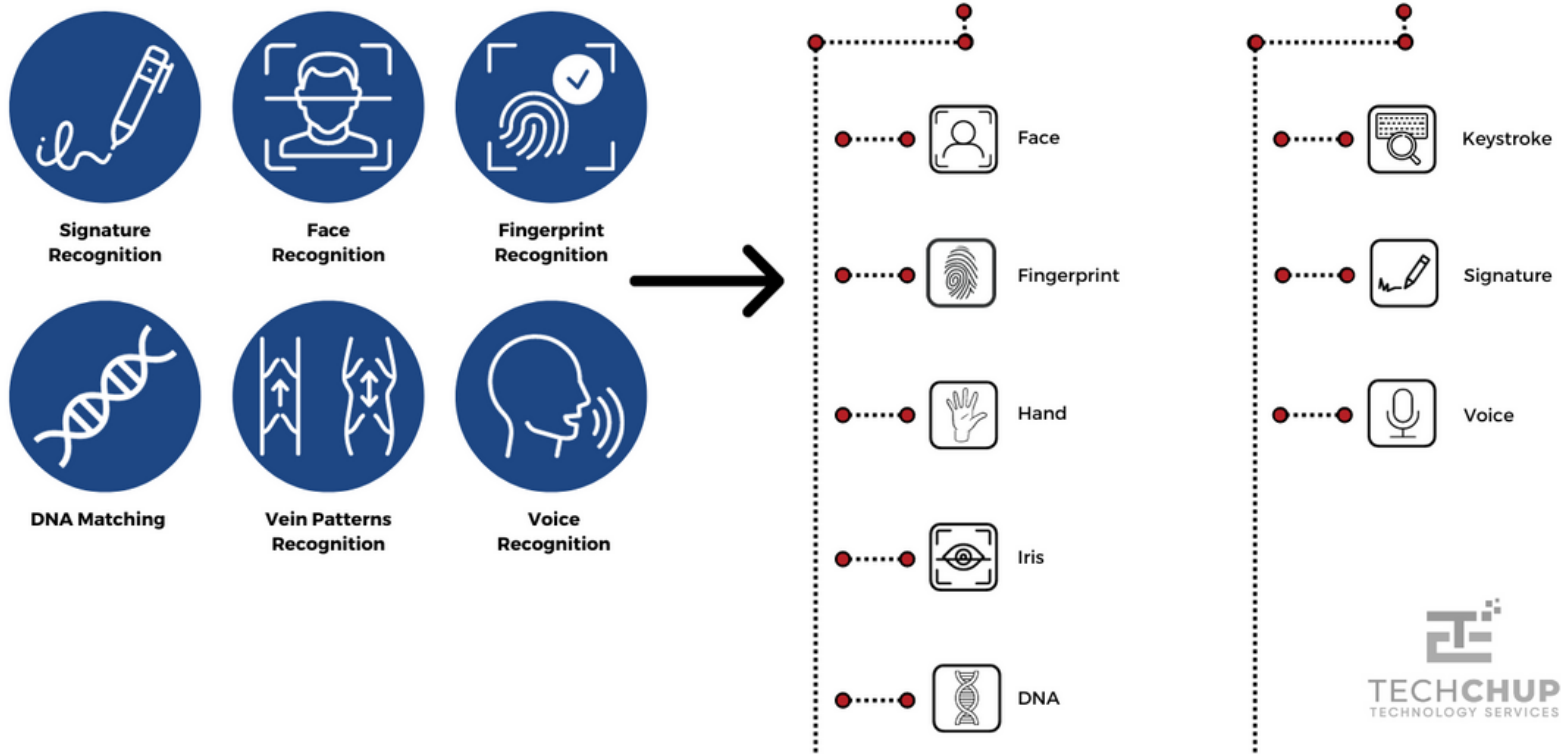 Signature
Recognition
Face
Recognition
Fingerprint
Recognition
DNA Matching
Vein Patterns
Recognition
Voice
Recognition
Face
Fingerprint
Hand
Iris
DNA
Keystroke
Signature
Voice
TECHCHUP
TECHNOLOGY SERVICES